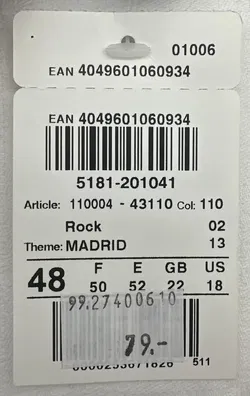 01006
EAN 4049601060934
EAN 4049601060934
5181-201041
Article: 110004 - 43110 Col: 110
Rock 02
Theme: MADRID 13
48 F E GB US
50 52 22 18
99.27400610
79.-
511